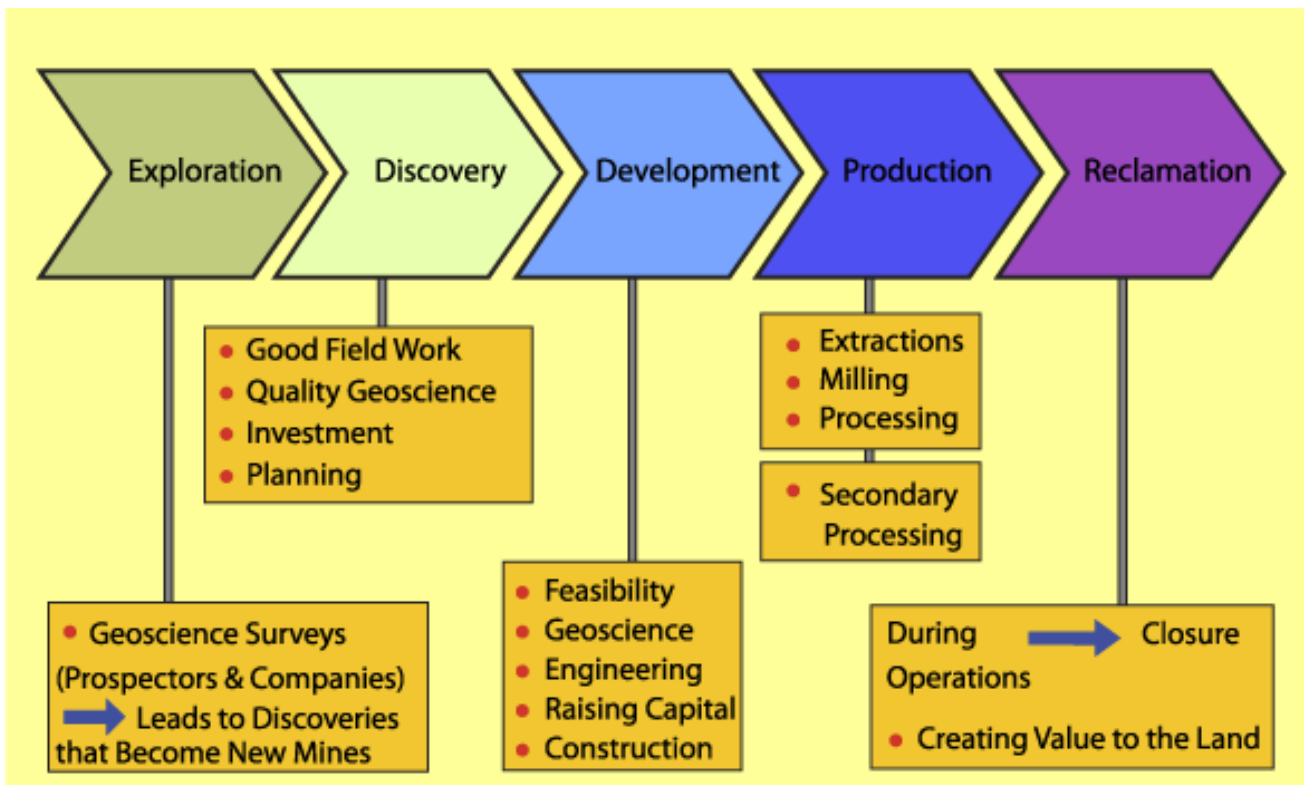 Exploration
Discovery
Development
Production
Reclamation
Good Field Work
Quality Geoscience
Investment
Planning
Extractions
Milling
Processing
Secondary
Processing
Feasibility
Geoscience
Engineering
Raising Capital
Construction
Geoscience Surveys
(Prospectors & Companies)
Leads to Discoveries
that Become New Mines
During Closure
Operations
Creating Value to the Land